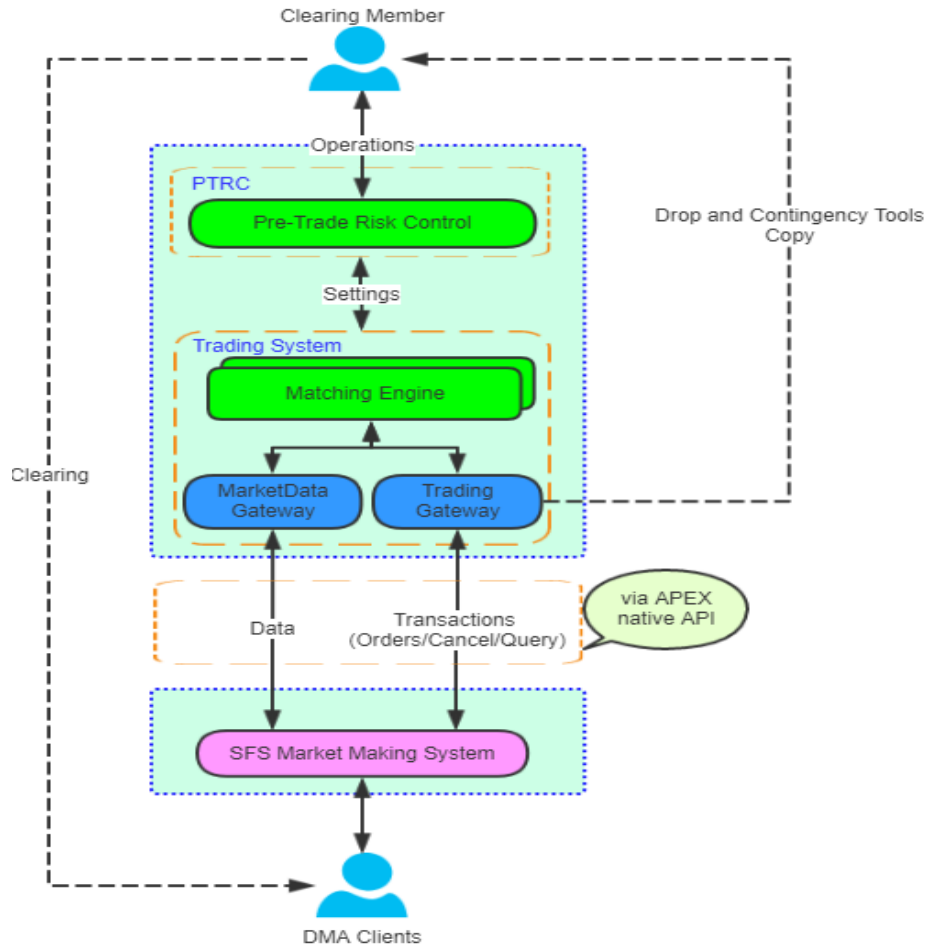 Clearing Member
Operations
PTRC
Pre-Trade Risk Control
Drop and Contingency Tools
Copy
Settings
Trading System
Matching Engine
Clearing
MarketData
Gateway
Trading
Gateway
via APEX
native API
Data
Transactions
(Orders/Cancel/Query)
SFS Market Making System
DMA Clients